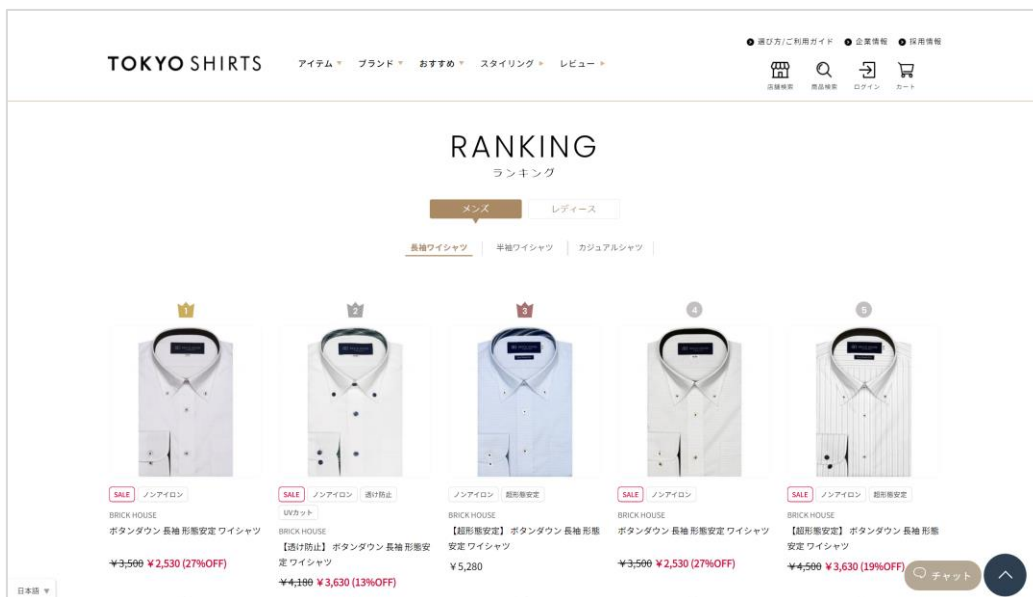 選び方/ご利用ガイド 企業情報 採用情報
TOKYO SHIRTS
アイテム ブランド おすすめ スタイリング レビュー
店舗検索 商品検索 ログイン カート
RANKING
ランキング
メンズ レディース
長袖ワイシャツ 半袖ワイシャツ カジュアルシャツ
1 2 3 4 5
SALE ノンアイロン
BRICK HOUSE
ボタンダウン 長袖 形態安定 ワイシャツ
¥3,500 ¥2,530 (27%OFF)
SALE ノンアイロン 透け防止
UVカット
BRICK HOUSE
【透け防止】 ボタンダウン 長袖 形態安
定 ワイシャツ
¥4,180 ¥3,630 (13%OFF)
ノンアイロン 超形態安定
BRICK HOUSE
【超形態安定】 ボタンダウン 長袖 形態
安定 ワイシャツ
¥5,280
SALE ノンアイロン
BRICK HOUSE
ボタンダウン 長袖 形態安定 ワイシャツ
¥3,500 ¥2,530 (27%OFF)
SALE ノンアイロン 超形態安定
BRICK HOUSE
【超形態安定】 ボタンダウン 長袖 形態
安定 ワイシャツ
¥4,500 ¥3,630 (19%OFF)
チャット
日本語